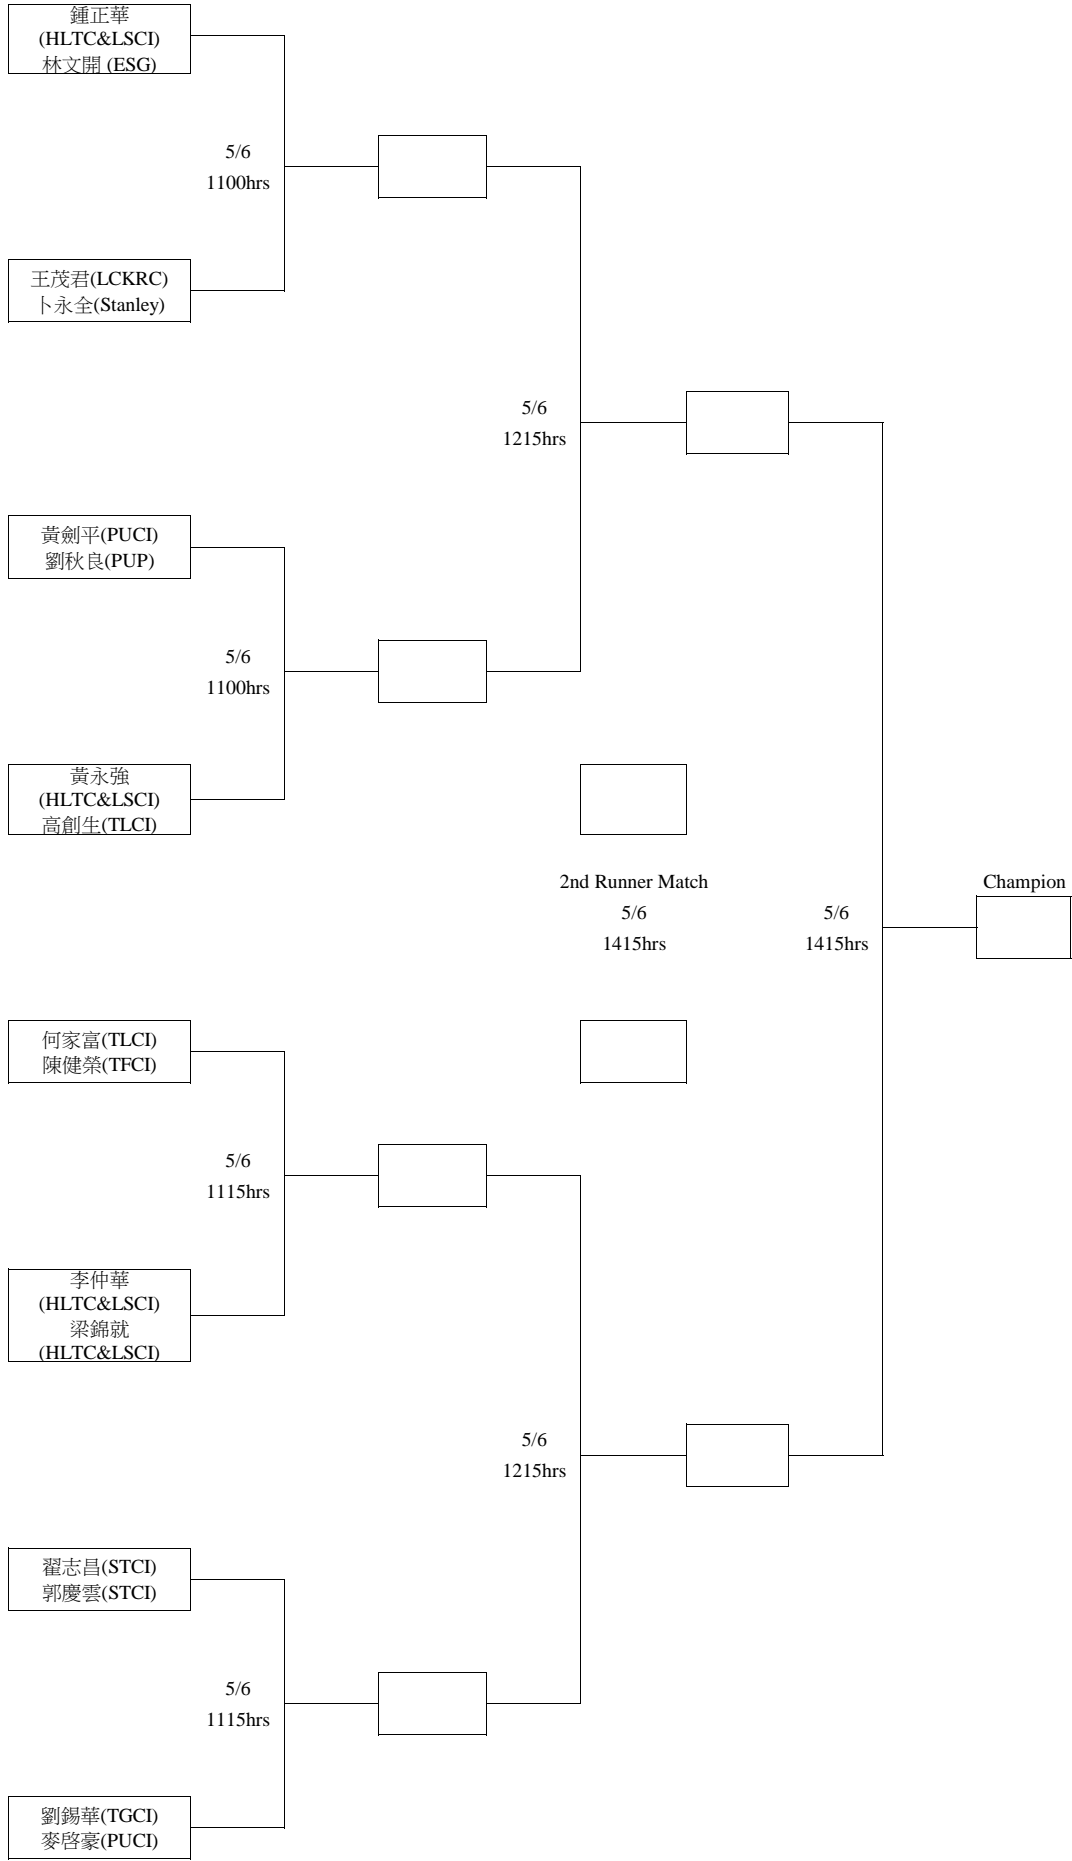 鍾正華
(HLTC&LSCI)
林文開 (ESG)
5/6
1100hrs
王茂君(LCKRC)
卜永全(Stanley)
5/6
1215hrs
黃劍平(PUCI)
劉秋良(PUP)
5/6
1100hrs
黃永強
(HLTC&LSCI)
高創生(TLCI)
2nd Runner Match
5/6
1415hrs
5/6
1415hrs
Champion
何家富(TLCI)
陳健榮(TFCI)
5/6
1115hrs
李仲華
(HLTC&LSCI)
梁錦就
(HLTC&LSCI)
5/6
1215hrs
翟志昌(STCI)
郭慶雲(STCI)
5/6
1115hrs
劉錫華(TGCI)
麥啓豪(PUCI)